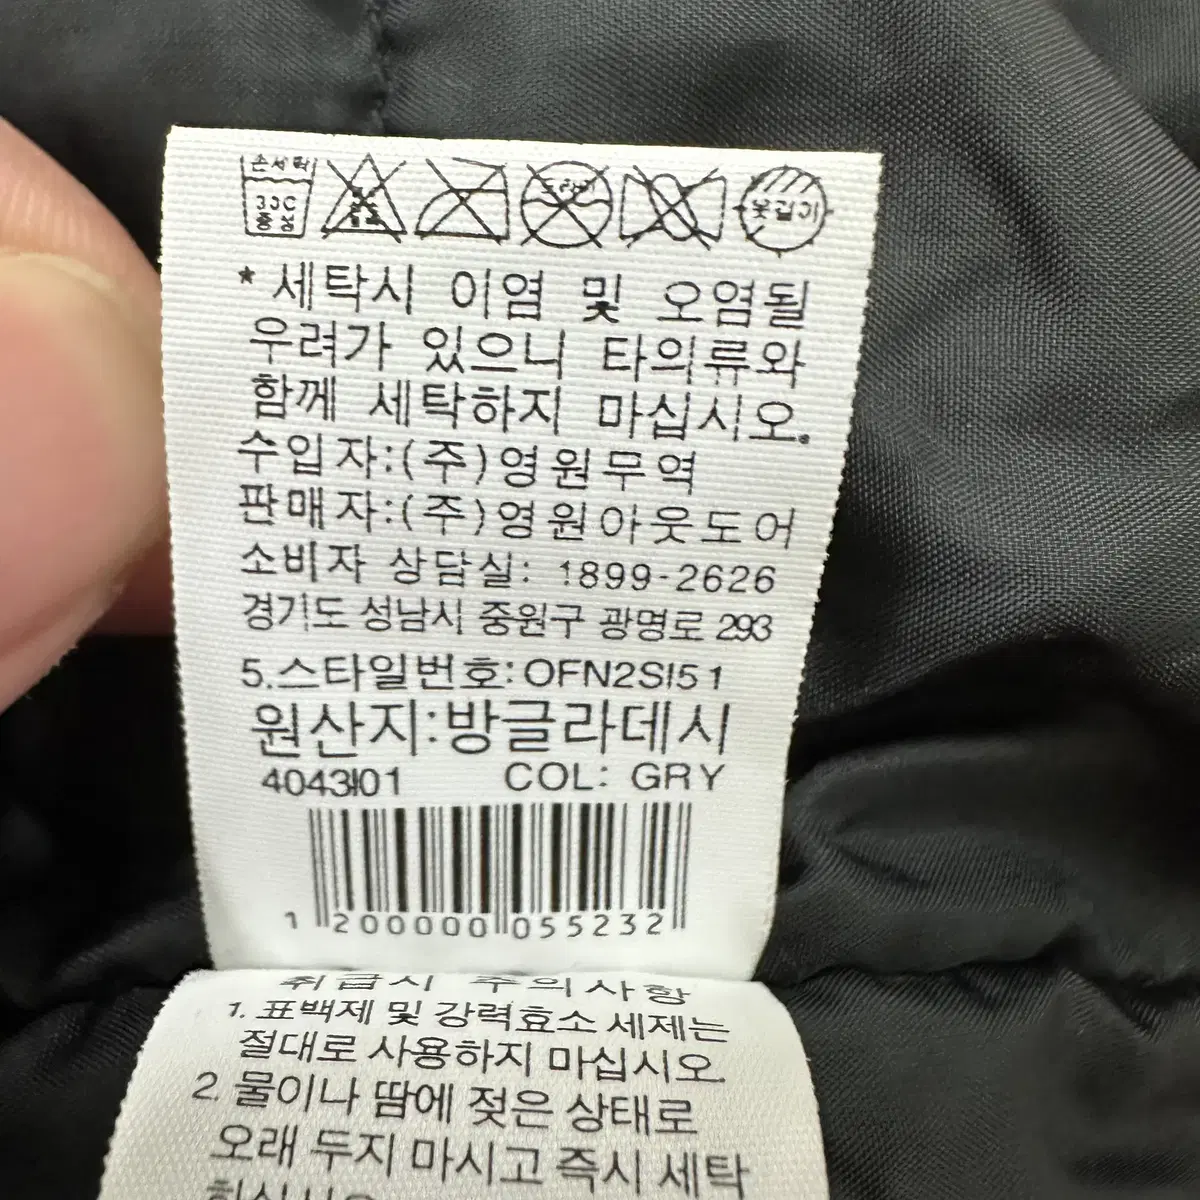 손세탁 30C 중성 드라이 옷걸이
* 세탁시 이염 및 오염될
우려가 있으니 타의류와
함께 세탁하지 마십시오.
수입자:(주)영원무역
판매자:(주)영원아웃도어
소비자 상담실: 1899-2626
경기도 성남시 중원구 광명로 293
5.스타일번호:OFN2SI51
원산지:방글라데시
4043I01 COL: GRY
1 200000 055232
취급시 주의사항
1. 표백제 및 강력효소 세제는
절대로 사용하지 마십시오.
2. 물이나 땀에 젖은 상태로
오래 두지 마시고 즉시 세탁